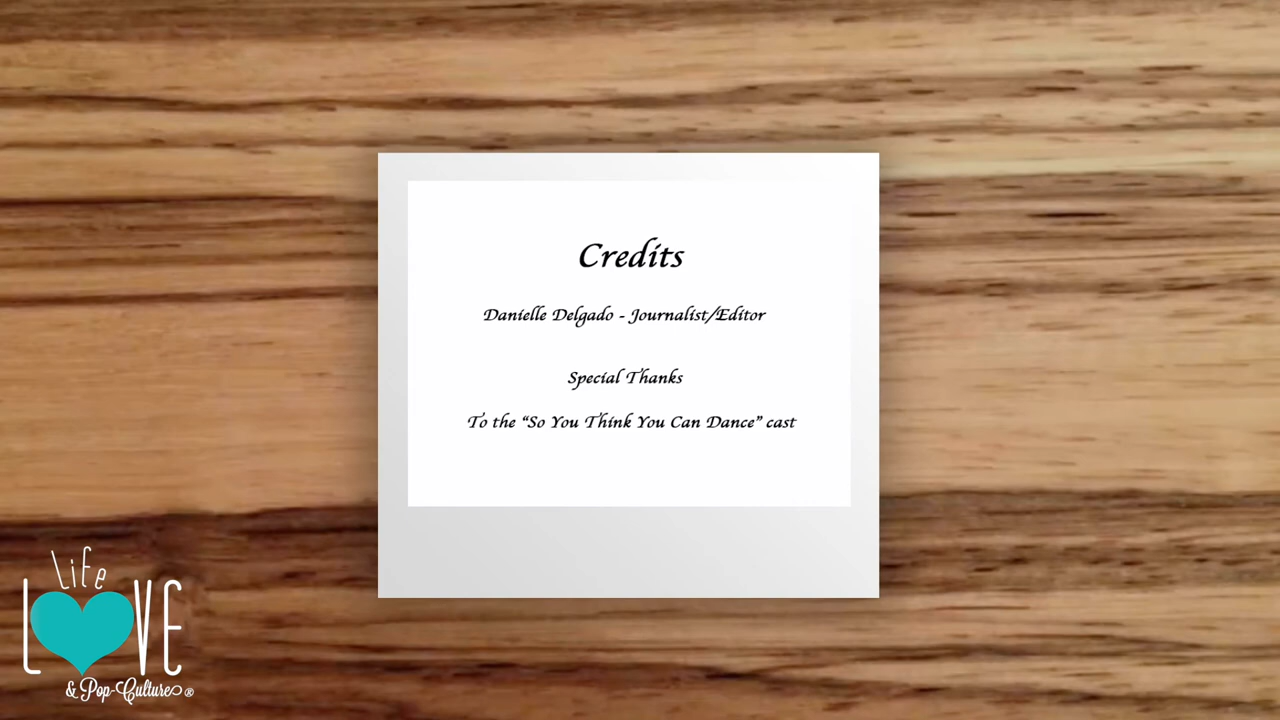 Credits
Danielle Delgado - Journalist/Editor
Special Thanks
To the “So You Think You Can Dance” cast
Life
LOVE
& Pop-Culture ®